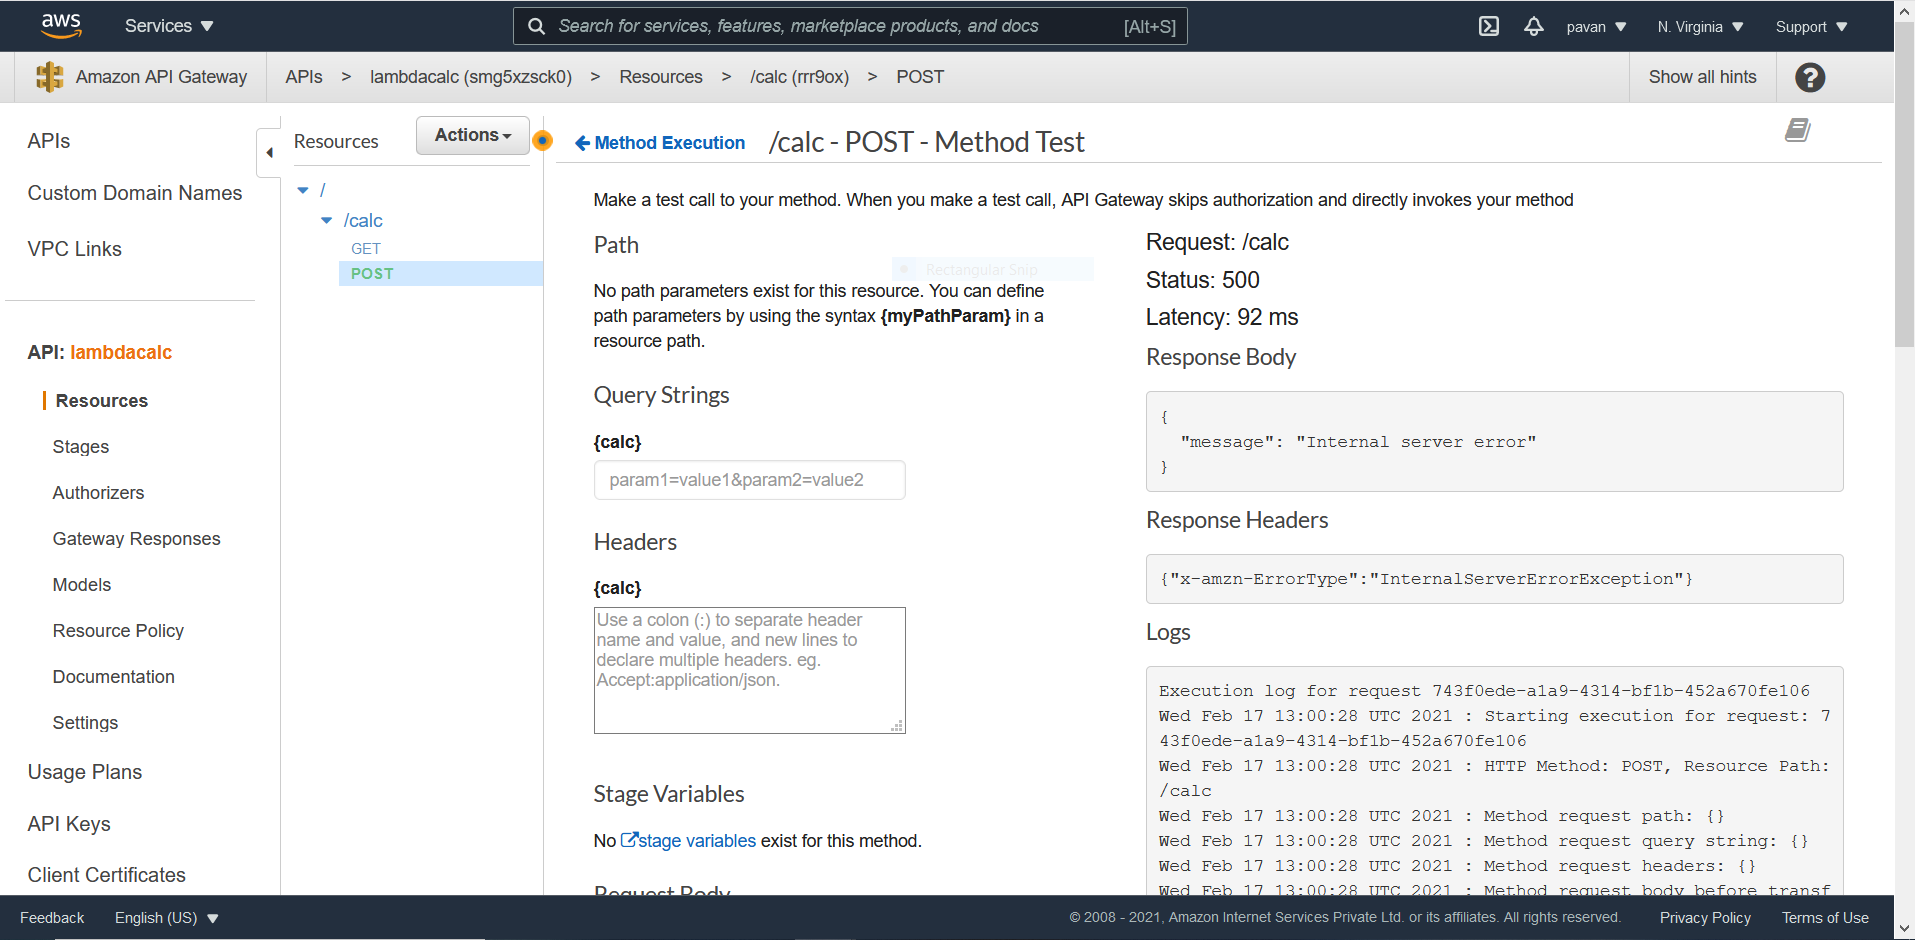 aws
Services
Search for services, features, marketplace products, and docs [Alt+S]
pavan
N. Virginia
Support
Amazon API Gateway
APIs > lambdacalc (smg5xzsck0) > Resources > /calc (rrr9ox) > POST
Show all hints
?
APIs
Custom Domain Names
VPC Links
API: lambdacalc
Resources
Stages
Authorizers
Gateway Responses
Models
Resource Policy
Documentation
Settings
Usage Plans
API Keys
Client Certificates
Resources
Actions
/
/calc
GET
POST
Method Execution
/calc - POST - Method Test
Make a test call to your method. When you make a test call, API Gateway skips authorization and directly invokes your method
Path
Rectangular Snip
No path parameters exist for this resource. You can define
path parameters by using the syntax {myPathParam} in a
resource path.
Query Strings
{calc}
param1=value1&param2=value2
Headers
{calc}
Use a colon (:) to separate header
name and value, and new lines to
declare multiple headers. eg.
Accept:application/json.
Stage Variables
No stage variables exist for this method.
Request Body
Request: /calc
Status: 500
Latency: 92 ms
Response Body
{
"message": "Internal server error"
}
Response Headers
{"x-amzn-ErrorType":"InternalServerErrorException"}
Logs
Execution log for request 743f0ede-a1a9-4314-bf1b-452a670fe106
Wed Feb 17 13:00:28 UTC 2021 : Starting execution for request: 7
43f0ede-a1a9-4314-bf1b-452a670fe106
Wed Feb 17 13:00:28 UTC 2021 : HTTP Method: POST, Resource Path:
/calc
Wed Feb 17 13:00:28 UTC 2021 : Method request path: {}
Wed Feb 17 13:00:28 UTC 2021 : Method request query string: {}
Wed Feb 17 13:00:28 UTC 2021 : Method request headers: {}
Wed Feb 17 13:00:28 UTC 2021 : Method request body before transf
Feedback
English (US)
© 2008 - 2021, Amazon Internet Services Private Ltd. or its affiliates. All rights reserved.
Privacy Policy
Terms of Use